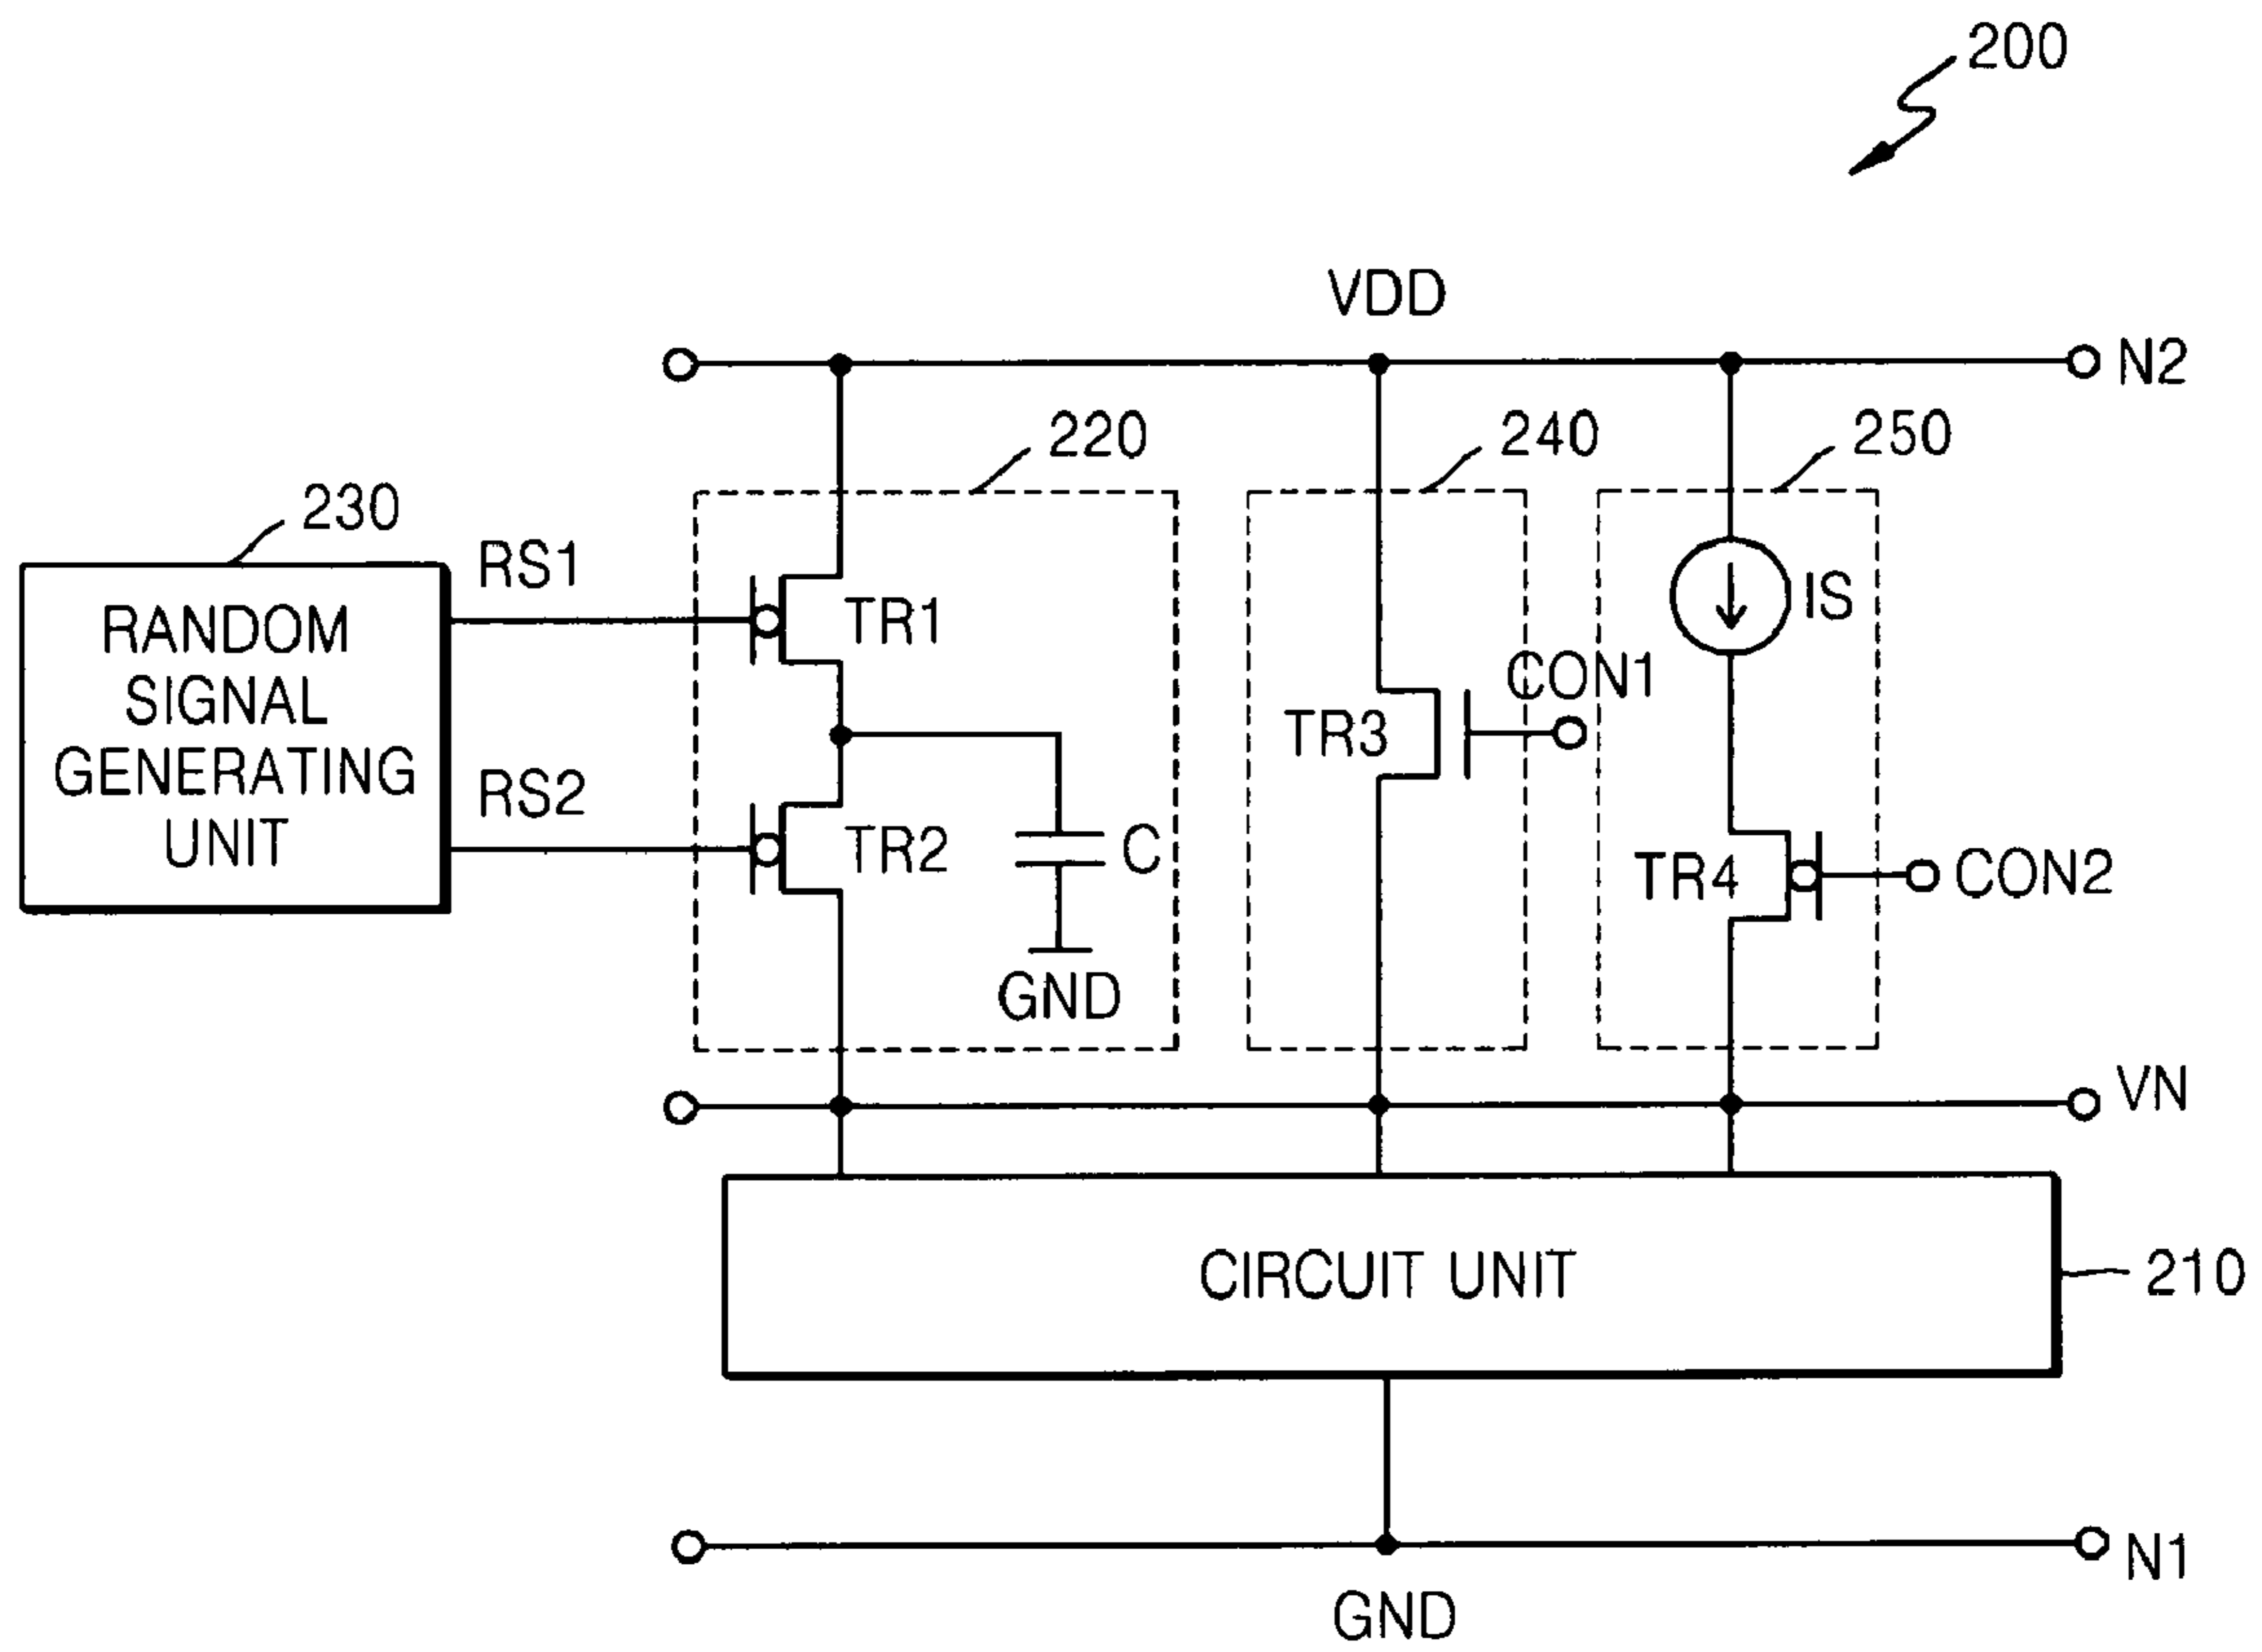 200
VDD
N2
220
240
250
230
RS1
RANDOM
SIGNAL
GENERATING
UNIT
TR1
IS
CON1
TR3
RS2
TR2
C
TR4
CON2
GND
VN
CIRCUIT UNIT
210
N1
GND